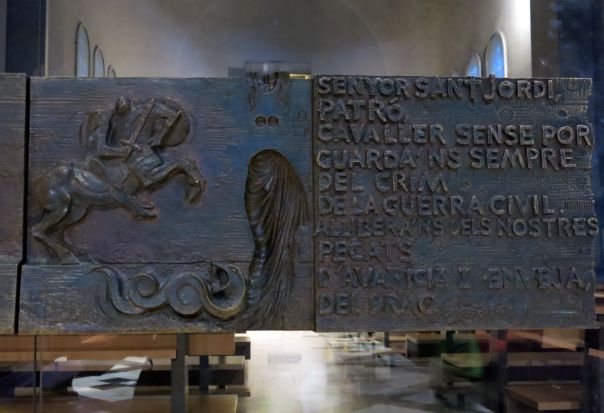 SENYOR SANT JORDI,
PATRÓ,
CAVALLER SENSE POR
GUARDA'NS SEMPRE
DEL CRIM
DE LA GUERRA CIVIL.
ALLIBERA'NS DELS NOSTRES
PECATS
D'AVARICIA I ENVEJA,
DEL DRAC